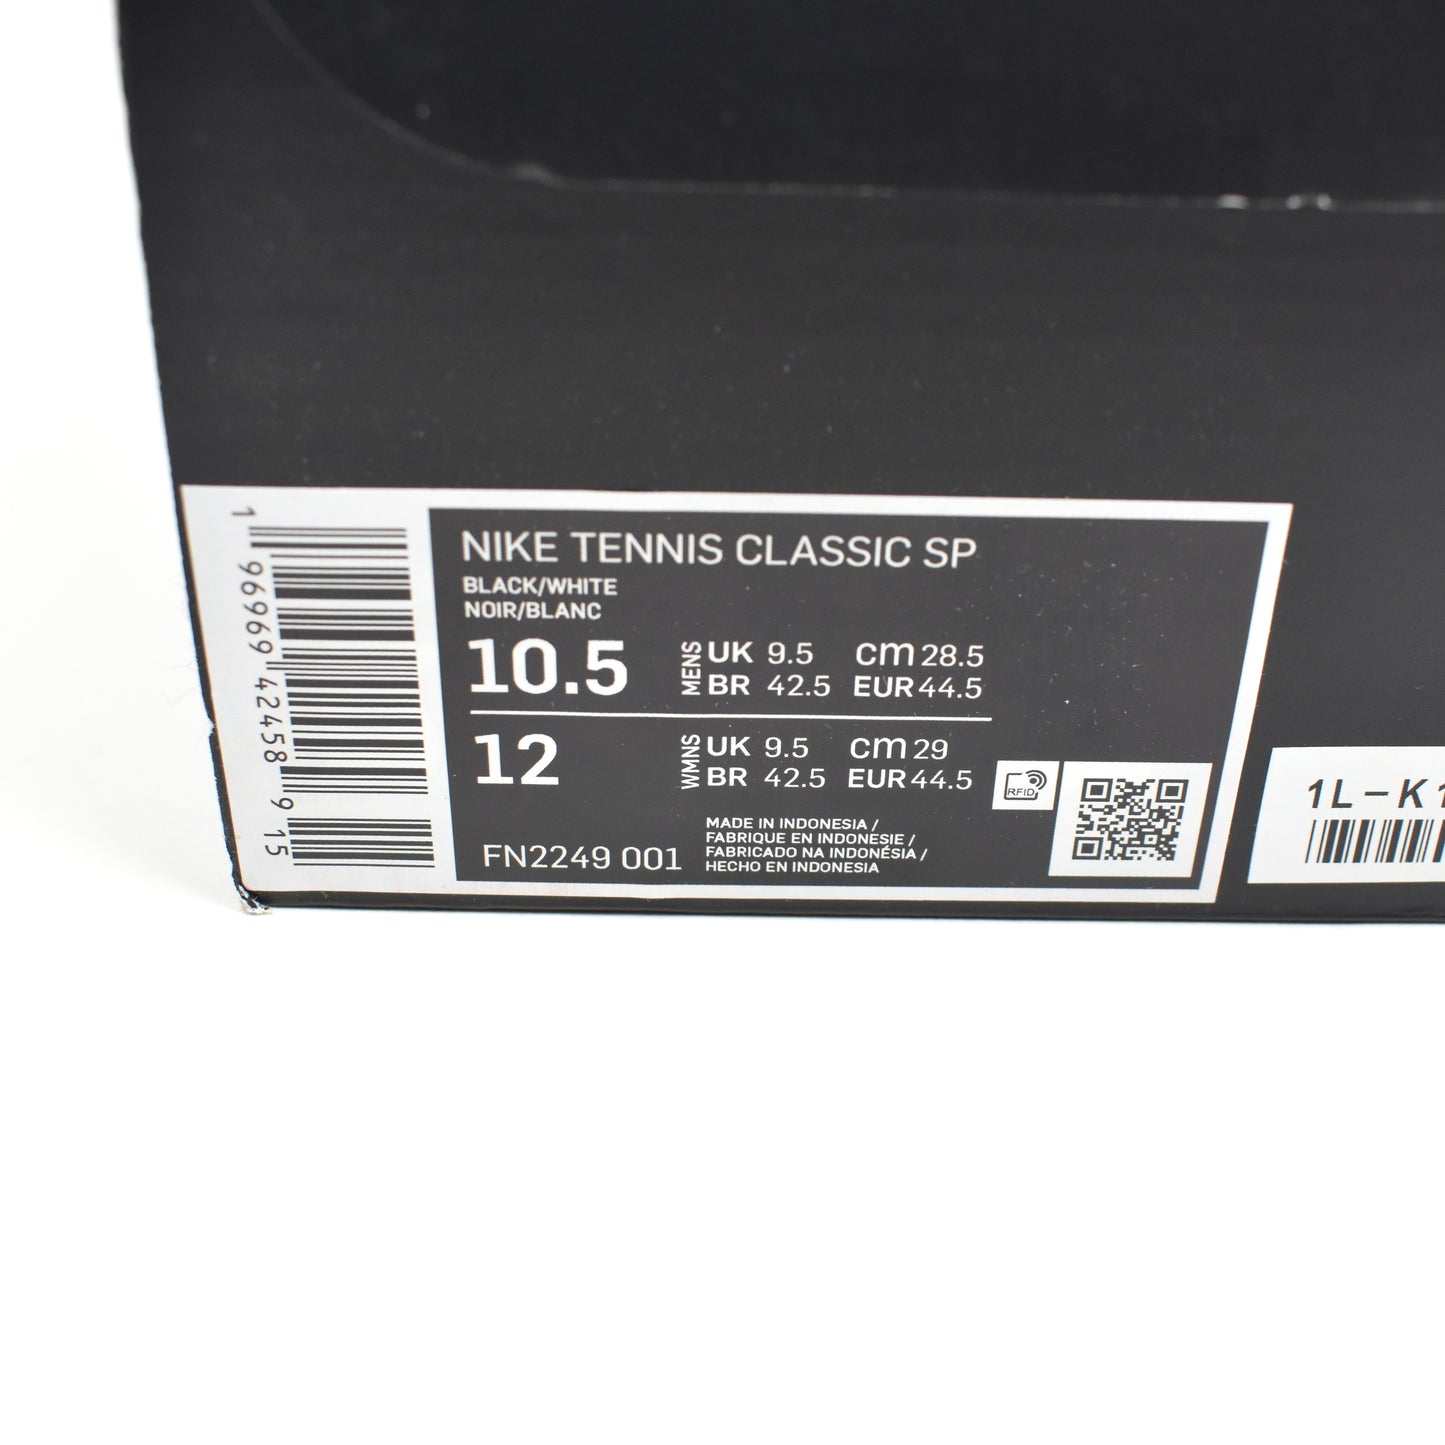 1 96969 42458 9 15
NIKE TENNIS CLASSIC SP
BLACK/WHITE
NOIR/BLANC
10.5 MENS UK 9.5 cm 28.5
BR 42.5 EUR 44.5
12 WMNS UK 9.5 cm 29
BR 42.5 EUR 44.5
RFID
FN2249 001
MADE IN INDONESIA /
FABRIQUE EN INDONESIE /
FABRICADO NA INDONÉSIA /
HECHO EN INDONESIA
1L-K1